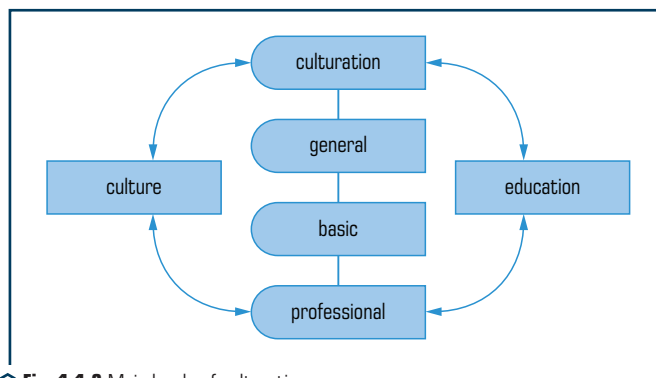 culturation
general
culture
education
basic
professional